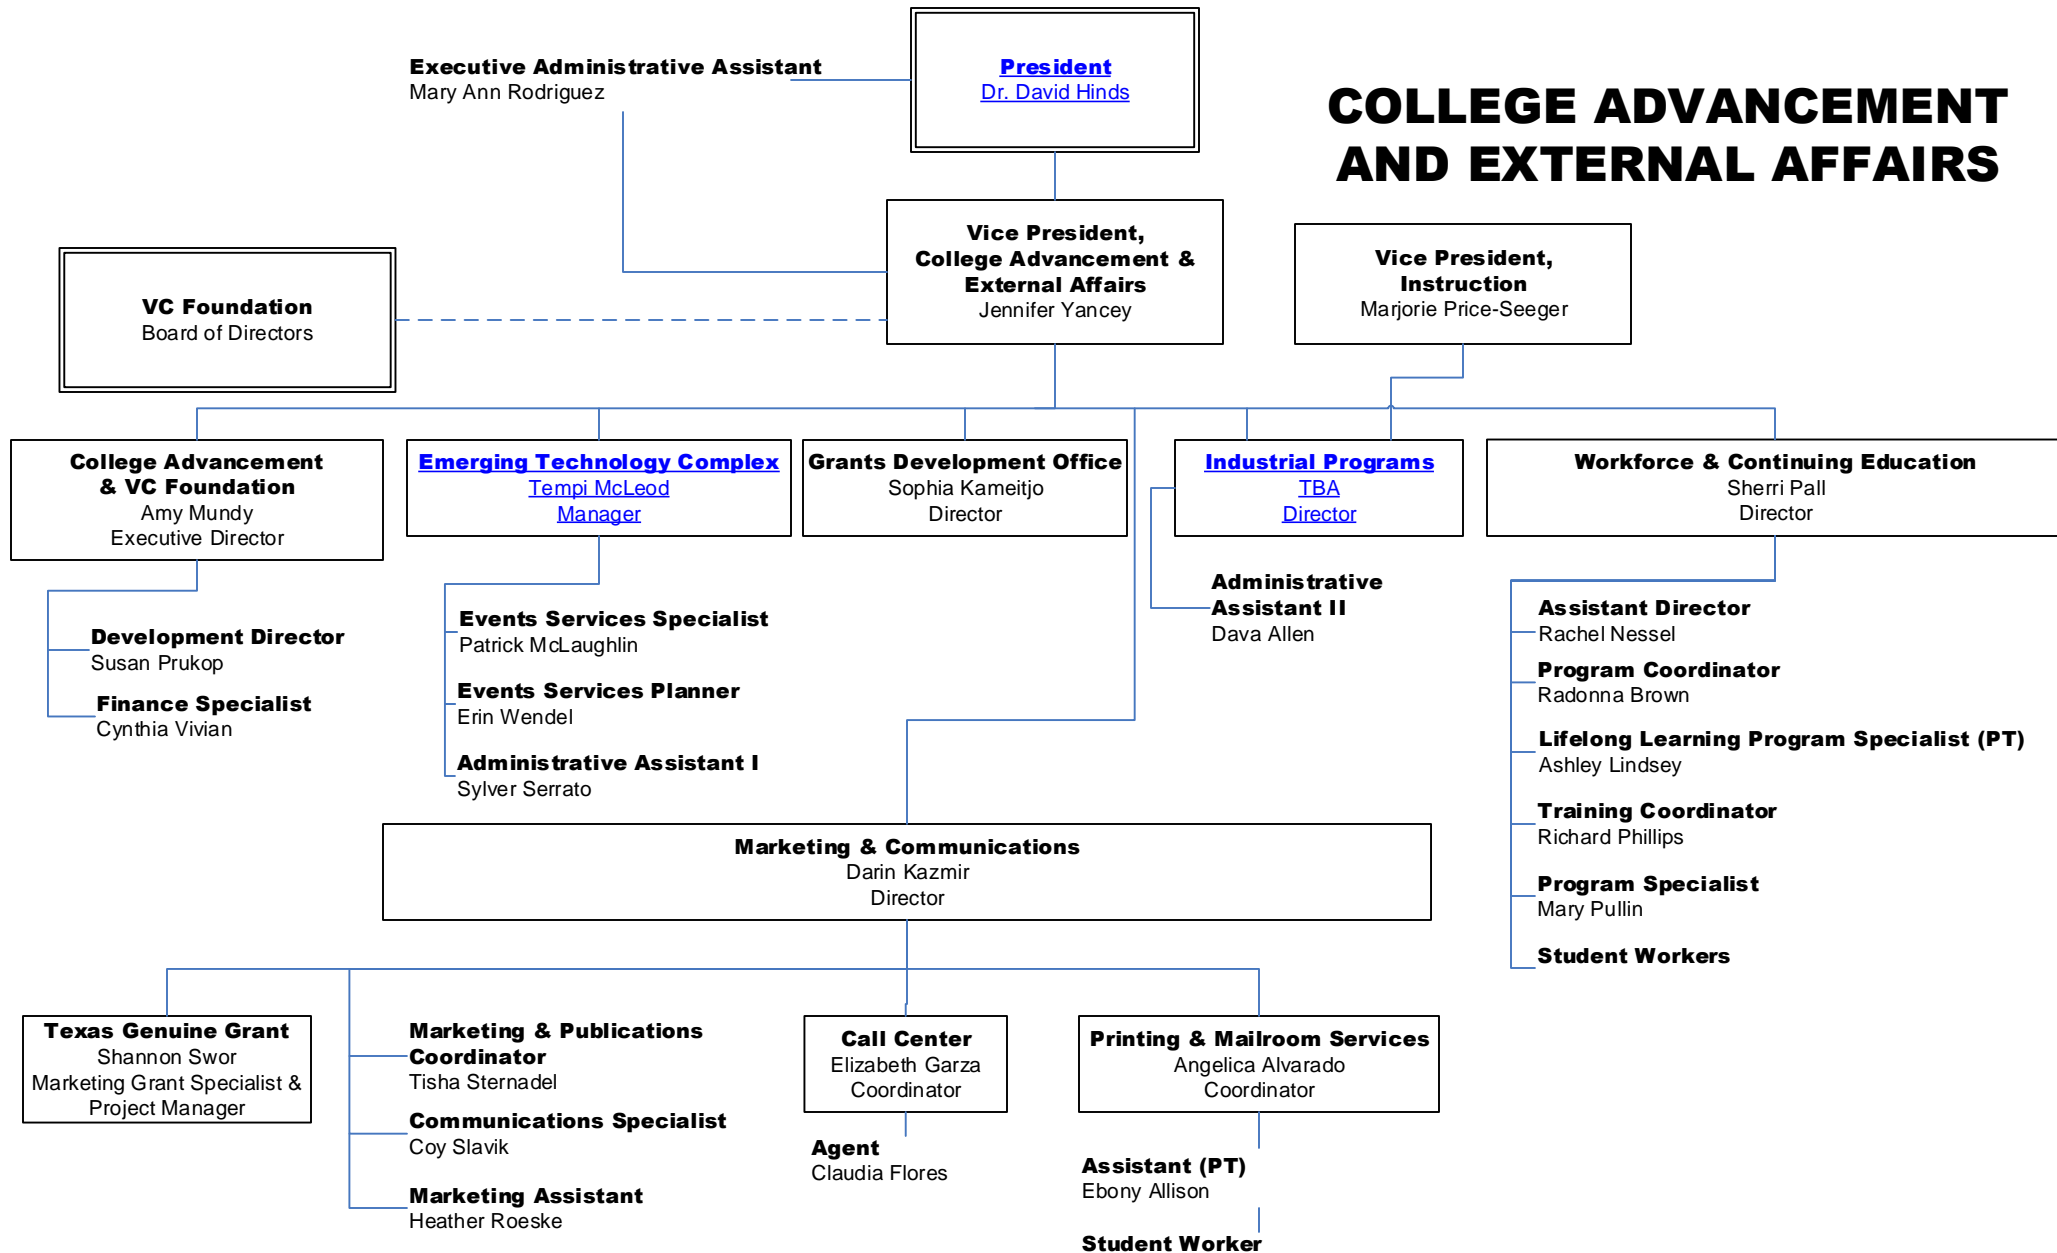 COLLEGE ADVANCEMENT
AND EXTERNAL AFFAIRS
Executive Administrative Assistant
Mary Ann Rodriguez
President
Dr. David Hinds
Vice President,
College Advancement &
External Affairs
Jennifer Yancey
Vice President,
Instruction
Marjorie Price-Seeger
VC Foundation
Board of Directors
College Advancement
& VC Foundation
Amy Mundy
Executive Director
Development Director
Susan Prukop
Finance Specialist
Cynthia Vivian
Emerging Technology Complex
Tempi McLeod
Manager
Events Services Specialist
Patrick McLaughlin
Events Services Planner
Erin Wendel
Administrative Assistant I
Sylver Serrato
Grants Development Office
Sophia Kameitjo
Director
Industrial Programs
TBA
Director
Administrative
Assistant II
Dava Allen
Workforce & Continuing Education
Sherri Pall
Director
Assistant Director
Rachel Nessel
Program Coordinator
Radonna Brown
Lifelong Learning Program Specialist (PT)
Ashley Lindsey
Training Coordinator
Richard Phillips
Program Specialist
Mary Pullin
Student Workers
Marketing & Communications
Darin Kazmir
Director
Texas Genuine Grant
Shannon Swor
Marketing Grant Specialist &
Project Manager
Marketing & Publications
Coordinator
Tisha Sternadel
Communications Specialist
Coy Slavik
Marketing Assistant
Heather Roeske
Call Center
Elizabeth Garza
Coordinator
Agent
Claudia Flores
Printing & Mailroom Services
Angelica Alvarado
Coordinator
Assistant (PT)
Ebony Allison
Student Worker